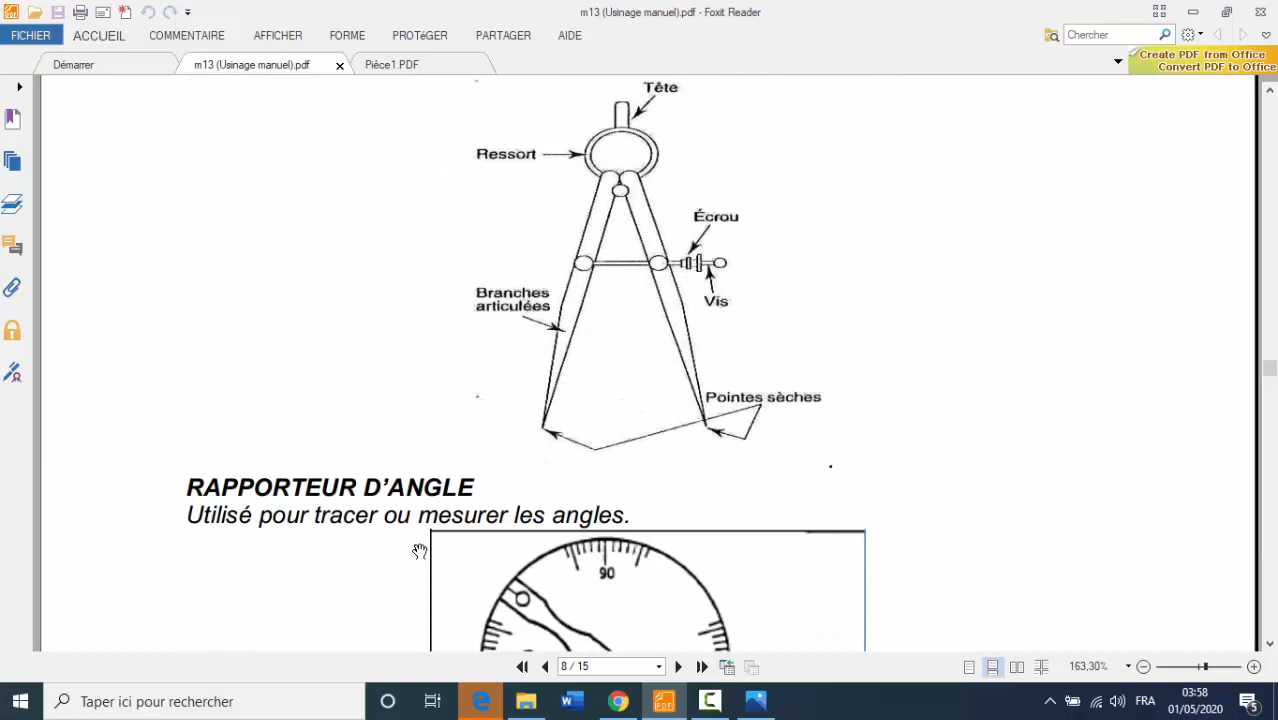 m13 (Usinage manuel).pdf - Foxit Reader
FICHIER ACCUEIL COMMENTAIRE AFFICHER FORME PROTéGER PARTAGER AIDE
Chercher
Démarrer
m13 (Usinage manuel).pdf
Pièce1.PDF
Create PDF from Office
Convert PDF to Office
Tête
Ressort
Écrou
Branches
articulées
Vis
Pointes sèches
RAPPORTEUR D’ANGLE
Utilisé pour tracer ou mesurer les angles.
90
8 / 15
163,30%
Taper ici pour rechercher
PDF
FRA
03:58
01/05/2020
5